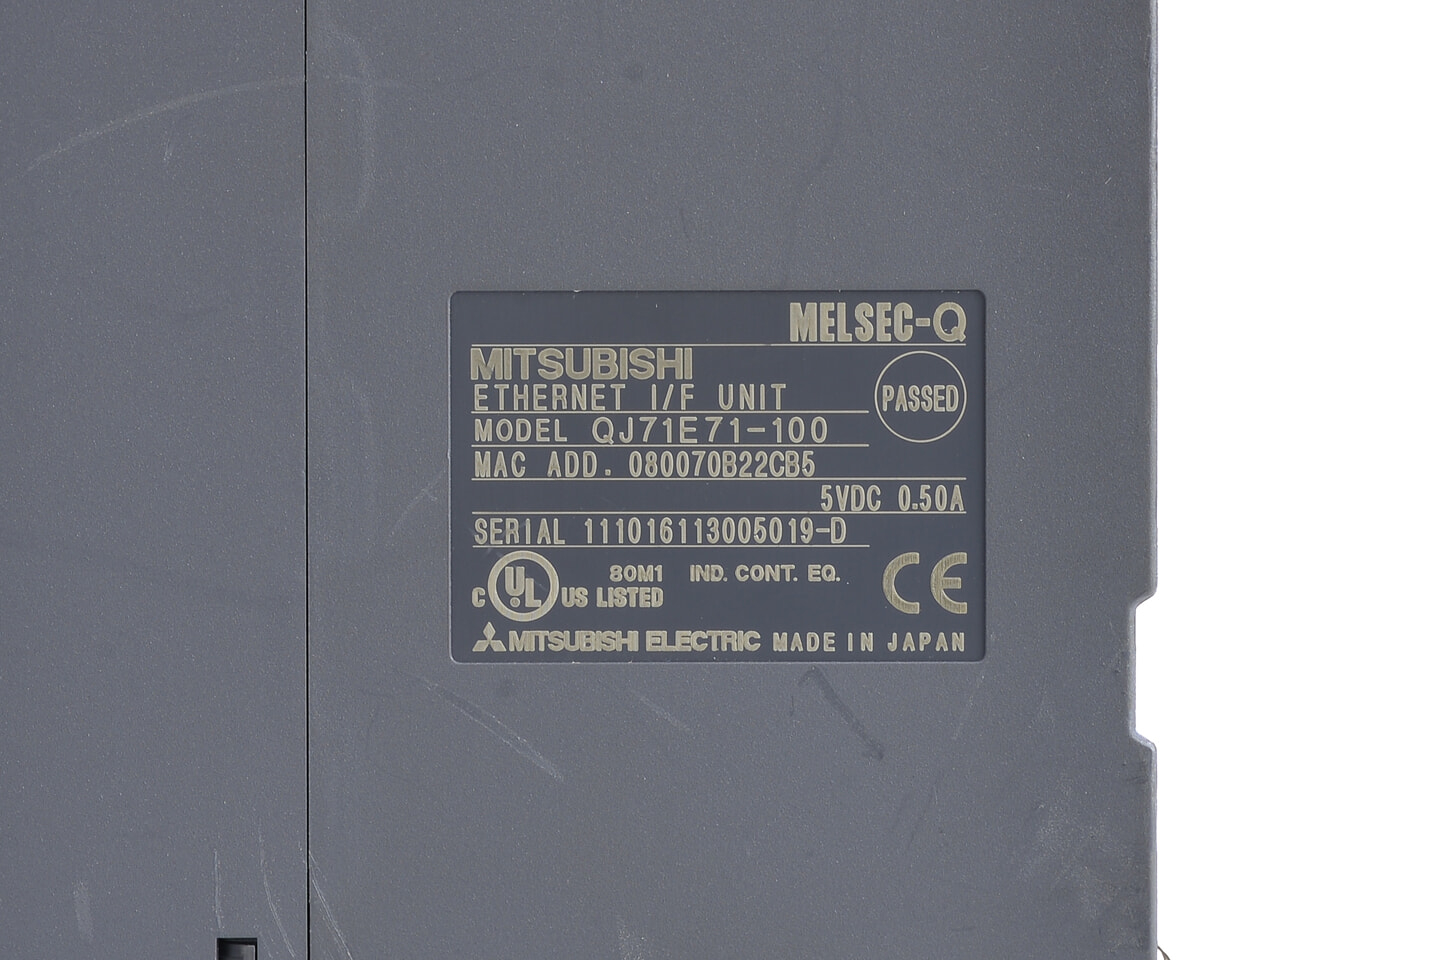 MELSEC-Q
MITSUBISHI
ETHERNET I/F UNIT
PASSED
MODEL QJ71E71-100
MAC ADD. 080070B22CB5
5VDC 0.50A
SERIAL 111016113005019-D
80M1 IND. CONT. EQ.
C UL US LISTED
CE
MITSUBISHI ELECTRIC MADE IN JAPAN